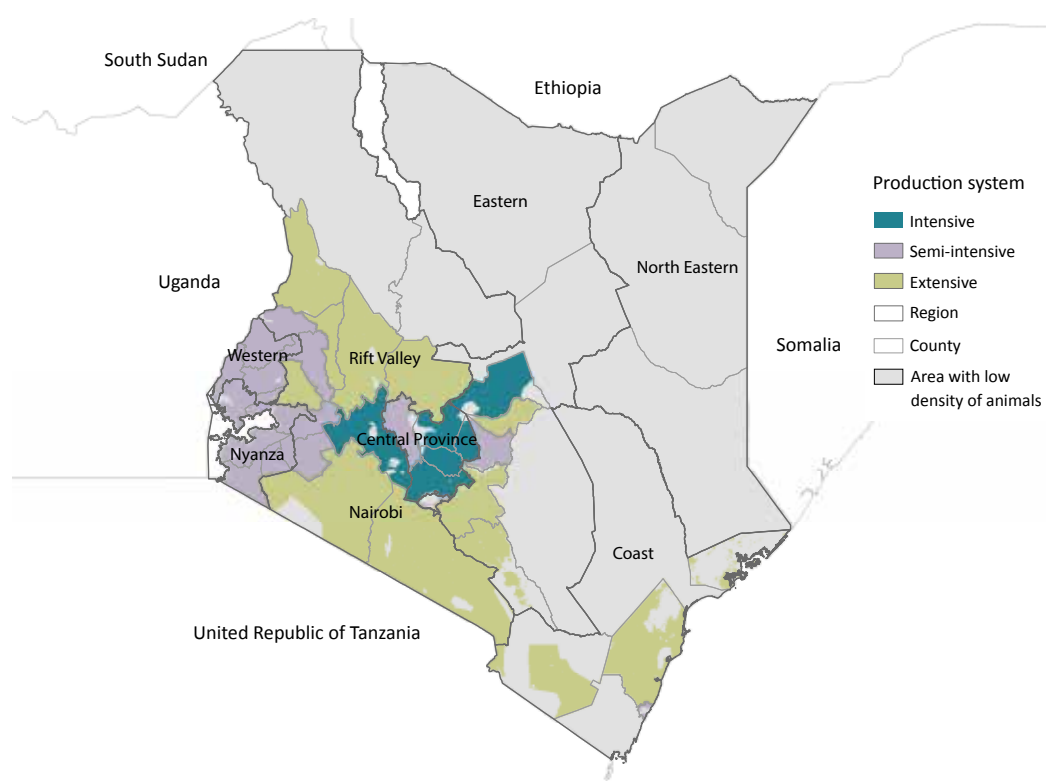 South Sudan
Ethiopia
Production system
Eastern
Intensive
Semi-intensive
North Eastern
Uganda
Extensive
Region
Somalia
County
Western
Rift Valley
Area with low
density of animals
Central Province
Nyanza
Nairobi
Coast
United Republic of Tanzania